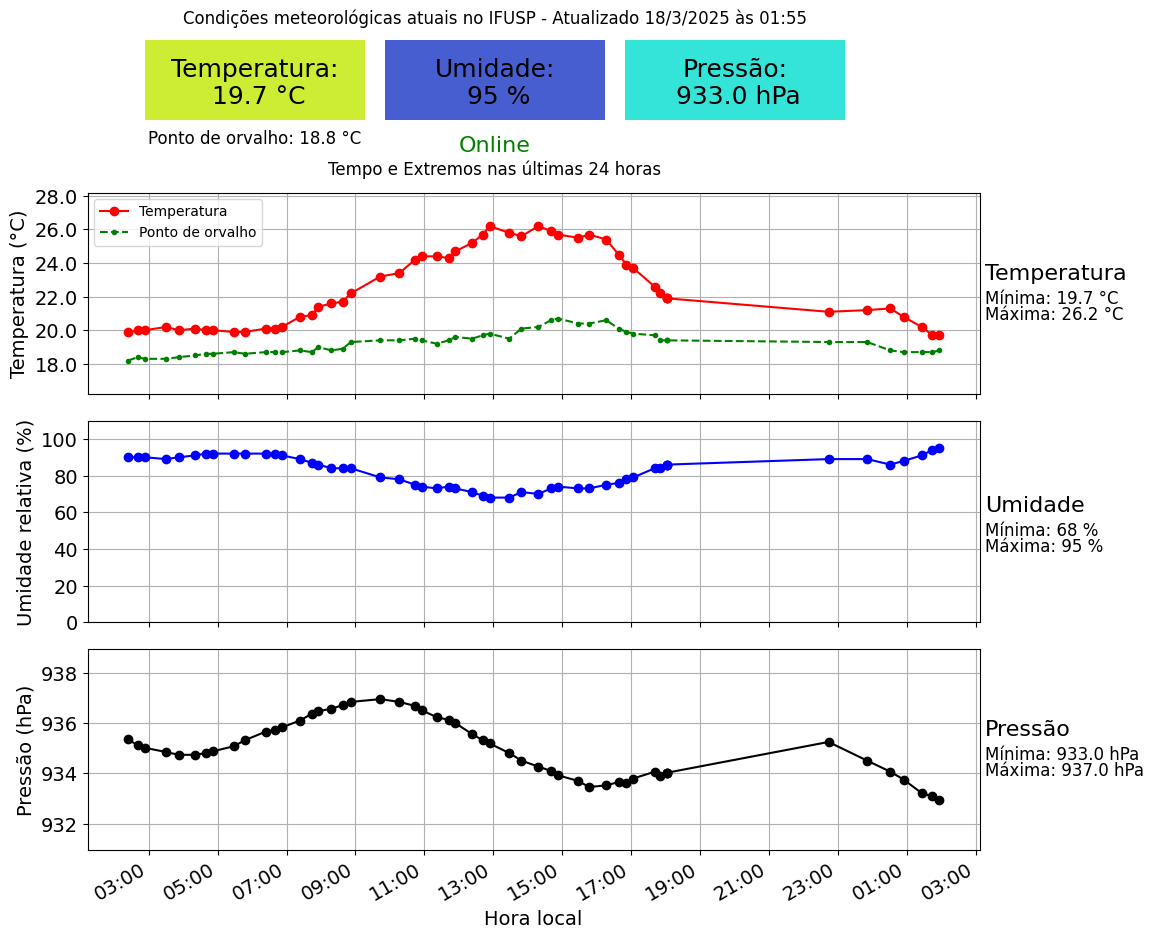 Condições meteorológicas atuais no IFUSP - Atualizado 18/3/2025 às 01:55
Temperatura:
19.7 °C
Umidade:
95 %
Pressão:
933.0 hPa
Ponto de orvalho: 18.8 °C
Online
Tempo e Extremos nas últimas 24 horas
Temperatura (°C)
28.0
26.0
24.0
22.0
20.0
18.0
Temperatura
Ponto de orvalho
Temperatura
Mínima: 19.7 °C
Máxima: 26.2 °C
Umidade relativa (%)
100
80
60
40
20
0
Umidade
Mínima: 68 %
Máxima: 95 %
Pressão (hPa)
938
936
934
932
Pressão
Mínima: 933.0 hPa
Máxima: 937.0 hPa
03:00 05:00 07:00 09:00 11:00 13:00 15:00 17:00 19:00 21:00 23:00 01:00 03:00
Hora local